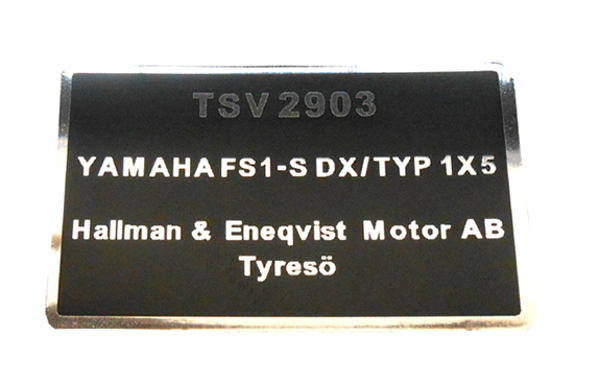 TSV 2903
YAMAHA FS1-S DX/TYP 1X5
Hallman & Eneqvist Motor AB
Tyresö